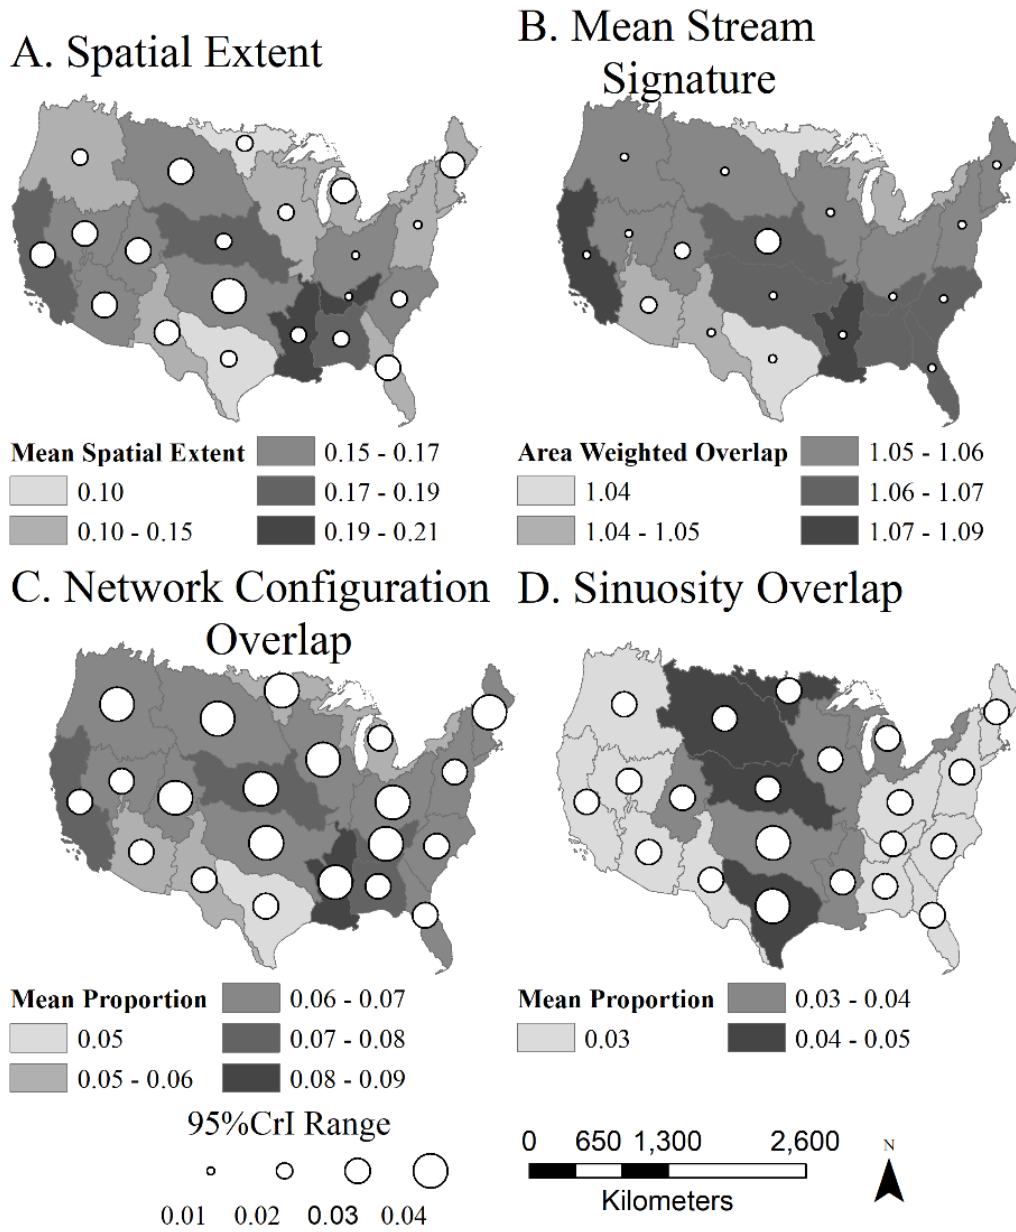 A. Spatial Extent
B. Mean Stream
Signature
Mean Spatial Extent
0.10
0.10 - 0.15
0.15 - 0.17
0.17 - 0.19
0.19 - 0.21
Area Weighted Overlap
1.04
1.04 - 1.05
1.05 - 1.06
1.06 - 1.07
1.07 - 1.09
C. Network Configuration
Overlap
D. Sinuosity Overlap
Mean Proportion
0.05
0.05 - 0.06
0.06 - 0.07
0.07 - 0.08
0.08 - 0.09
Mean Proportion
0.03
0.03 - 0.04
0.04 - 0.05
95%CrI Range
0.01 0.02 0.03 0.04
0 650 1,300 2,600
Kilometers
N